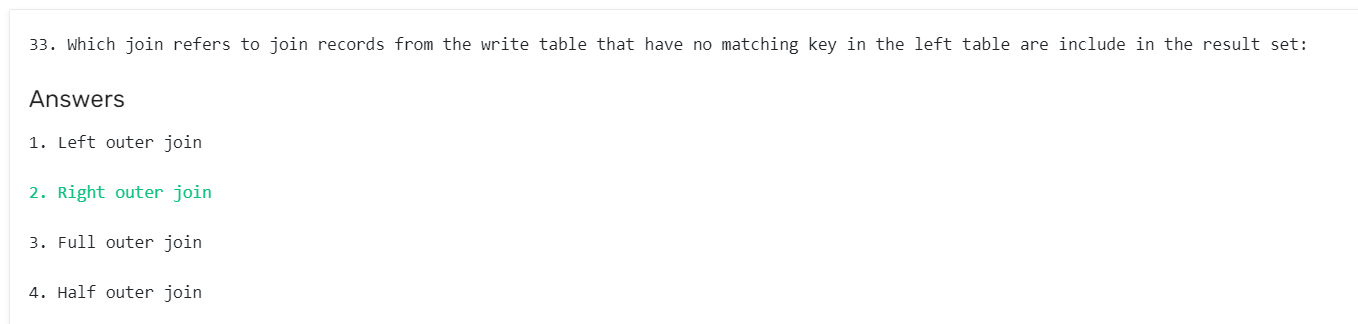 33. Which join refers to join records from the write table that have no matching key in the left table are include in the result set:
Answers
1. Left outer join
2. Right outer join
3. Full outer join
4. Half outer join